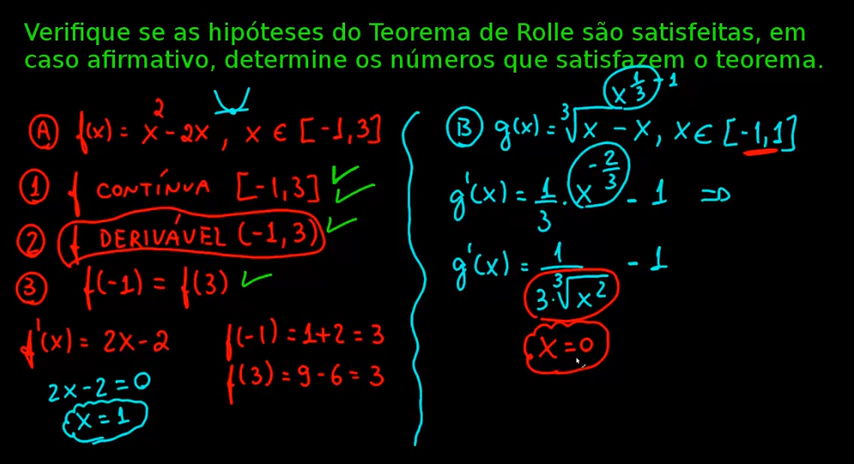 Verifique se as hipóteses do Teorema de Rolle são satisfeitas, em
caso afirmativo, determine os números que satisfazem o teorema.
A f(x) = x² - 2x , x ∈ [-1,3]
1 f CONTÍNUA [-1,3]
2 f DERIVÁVEL (-1,3)
3 f(-1) = f(3)
f'(x) = 2x - 2
2x - 2 = 0
x = 1
f(-1) = 1+2 = 3
f(3) = 9 - 6 = 3
x^(1/3) - 1
B g(x) = ∛x - x, x ∈ [-1,1]
g'(x) = 1/3 · x^(-2/3) - 1 ⇒
g'(x) = 1/(3·∛x²) - 1
x = 0